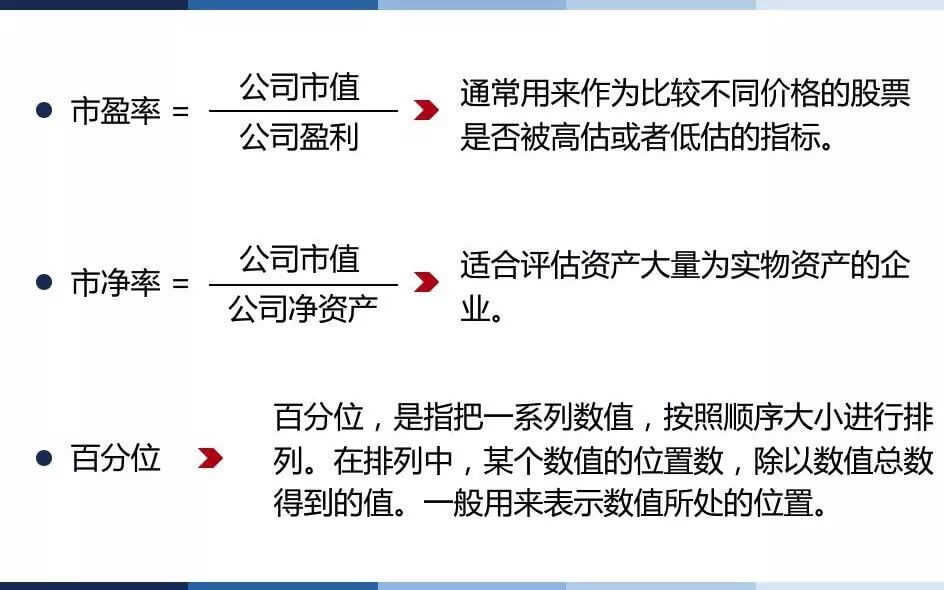 市盈率 = 公司市值
公司盈利
通常用来作为比较不同价格的股票
是否被高估或者低估的指标。
市净率 = 公司市值
公司净资产
适合评估资产大量为实物资产的企
业。
百分位
百分位，是指把一系列数值，按照顺序大小进行排
列。在排列中，某个数值的位置数，除以数值总数
得到的值。一般用来表示数值所处的位置。